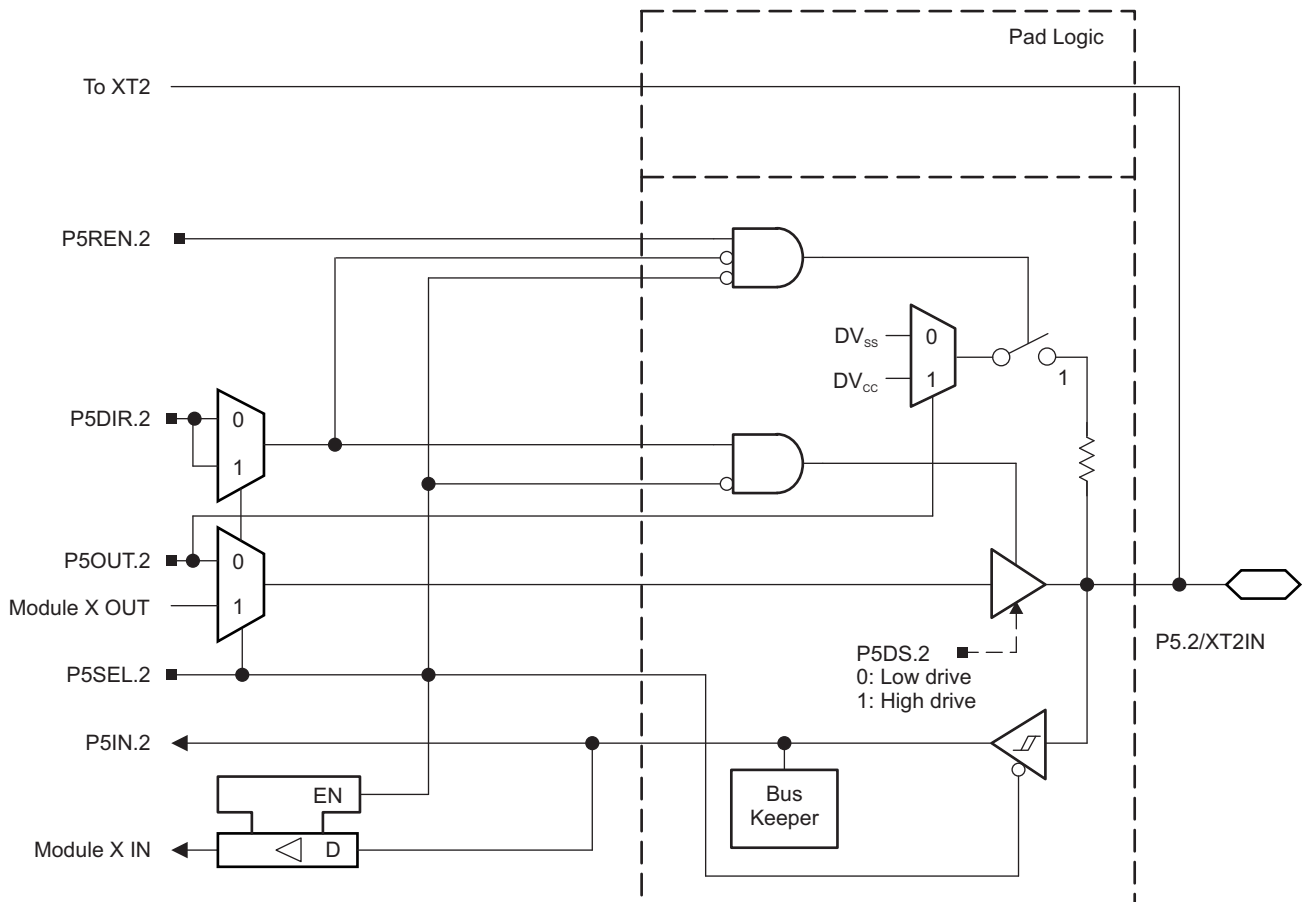 Pad Logic
To XT2
P5REN.2
DVSS
0
DVCC
1
1
P5DIR.2
0
1
P5OUT.2
0
Module X OUT
1
P5SEL.2
P5DS.2
0: Low drive
1: High drive
P5.2/XT2IN
P5IN.2
Bus
Keeper
EN
Module X IN
D